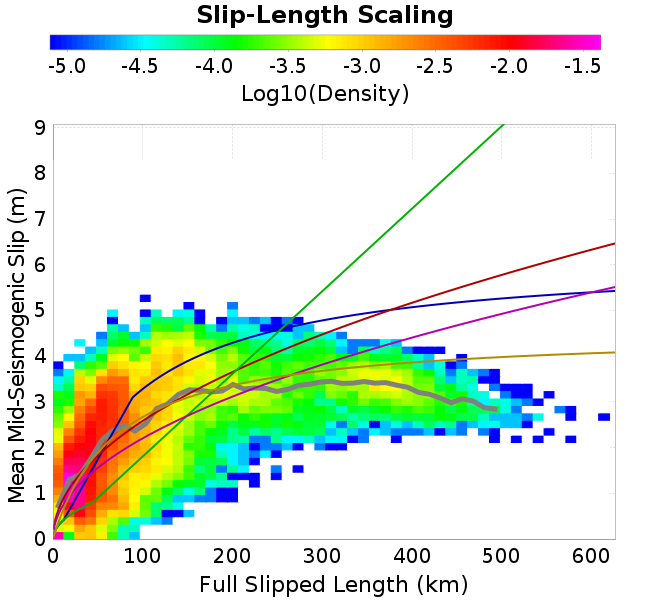 Slip-Length Scaling
-5.0 -4.5 -4.0 -3.5 -3.0 -2.5 -2.0 -1.5
Log10(Density)
9
8
7
6
5
4
3
2
1
0
Mean Mid-Seismogenic Slip (m)
0 100 200 300 400 500 600
Full Slipped Length (km)